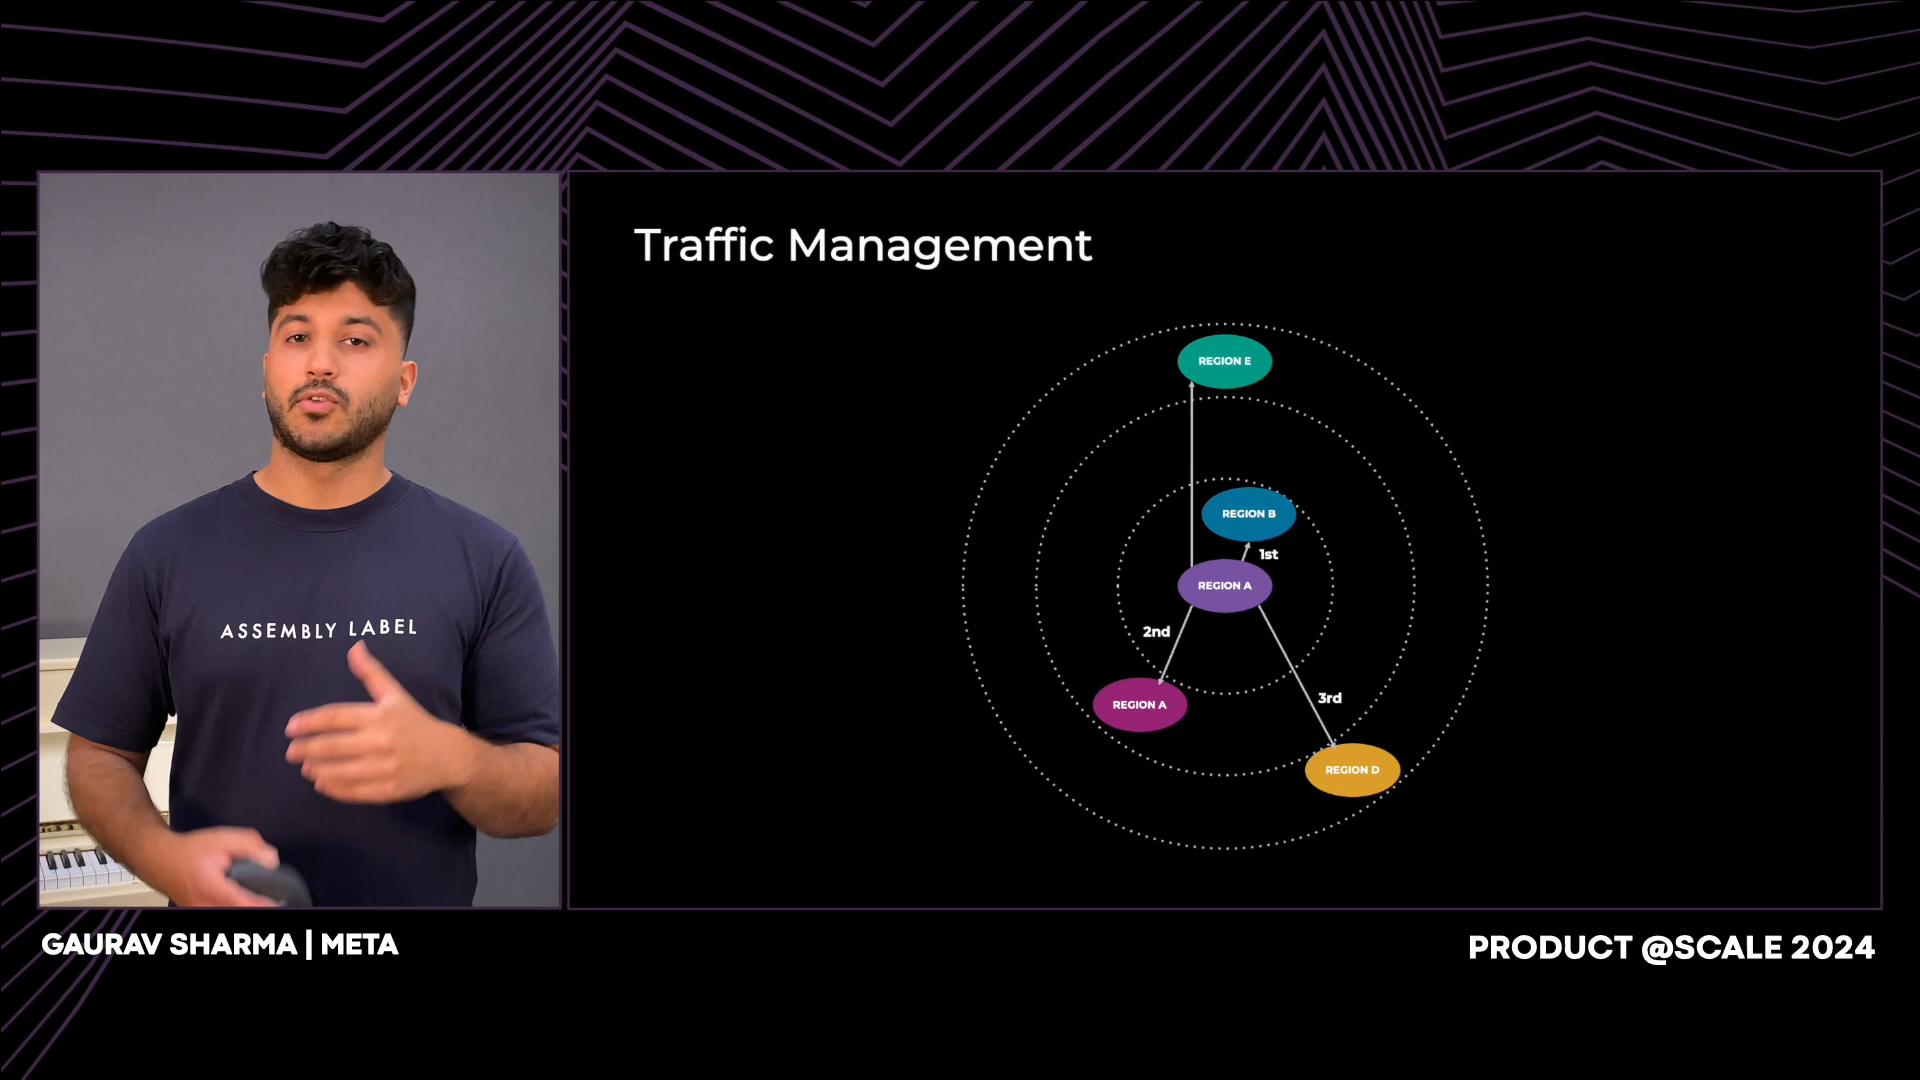 Traffic Management
REGION E
REGION B
1st
REGION A
2nd
3rd
REGION A
REGION D
ASSEMBLY LABEL
GAURAV SHARMA | META
PRODUCT @SCALE 2024